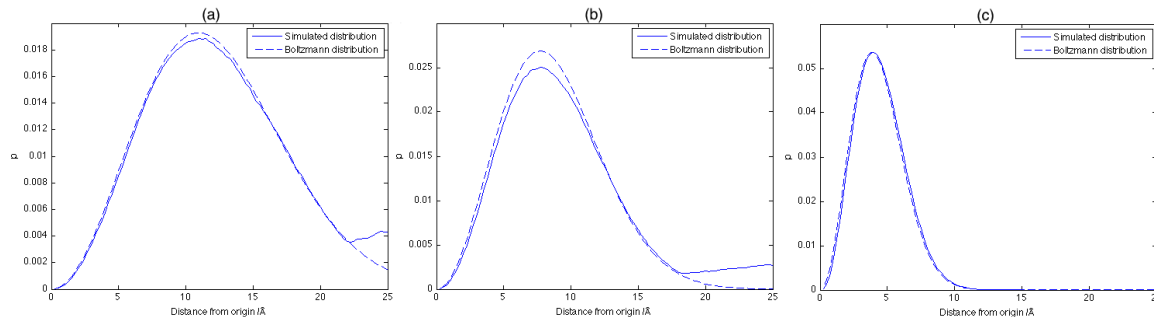 (a)
Simulated distribution
Boltzmann distribution
0.018
0.016
0.014
0.012
0.01
0.008
0.006
0.004
0.002
0
p
0 5 10 15 20 25
Distance from origin /Å
(b)
Simulated distribution
Boltzmann distribution
0.025
0.02
0.015
0.01
0.005
0
p
0 5 10 15 20 25
Distance from origin /Å
(c)
Simulated distribution
Boltzmann distribution
0.05
0.04
0.03
0.02
0.01
0
p
0 5 10 15 20 25
Distance from origin /Å